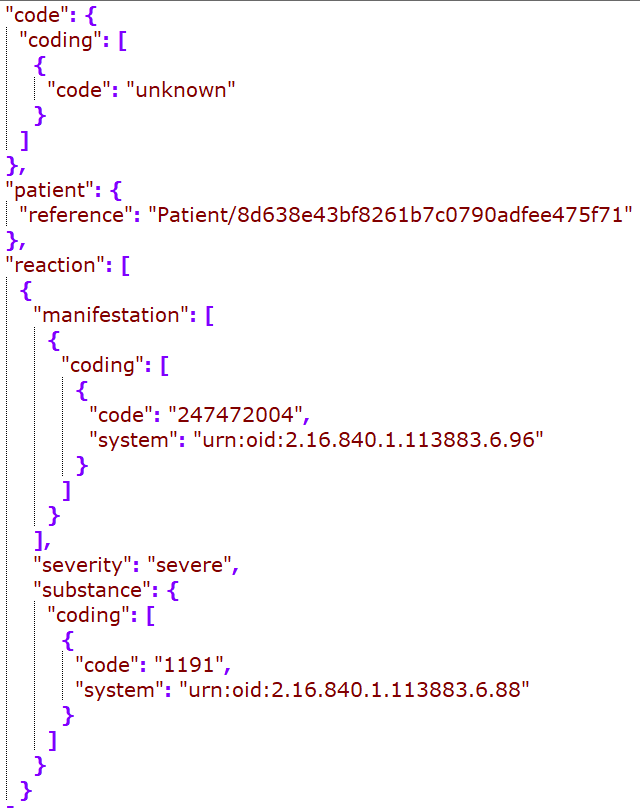 "code": {
"coding": [
{
"code": "unknown"
}
]
},
"patient": {
"reference": "Patient/8d638e43bf8261b7c0790adfee475f71"
},
"reaction": [
{
"manifestation": [
{
"coding": [
{
"code": "247472004",
"system": "urn:oid:2.16.840.1.113883.6.96"
}
]
}
],
"severity": "severe",
"substance": {
"coding": [
{
"code": "1191",
"system": "urn:oid:2.16.840.1.113883.6.88"
}
]
}
}